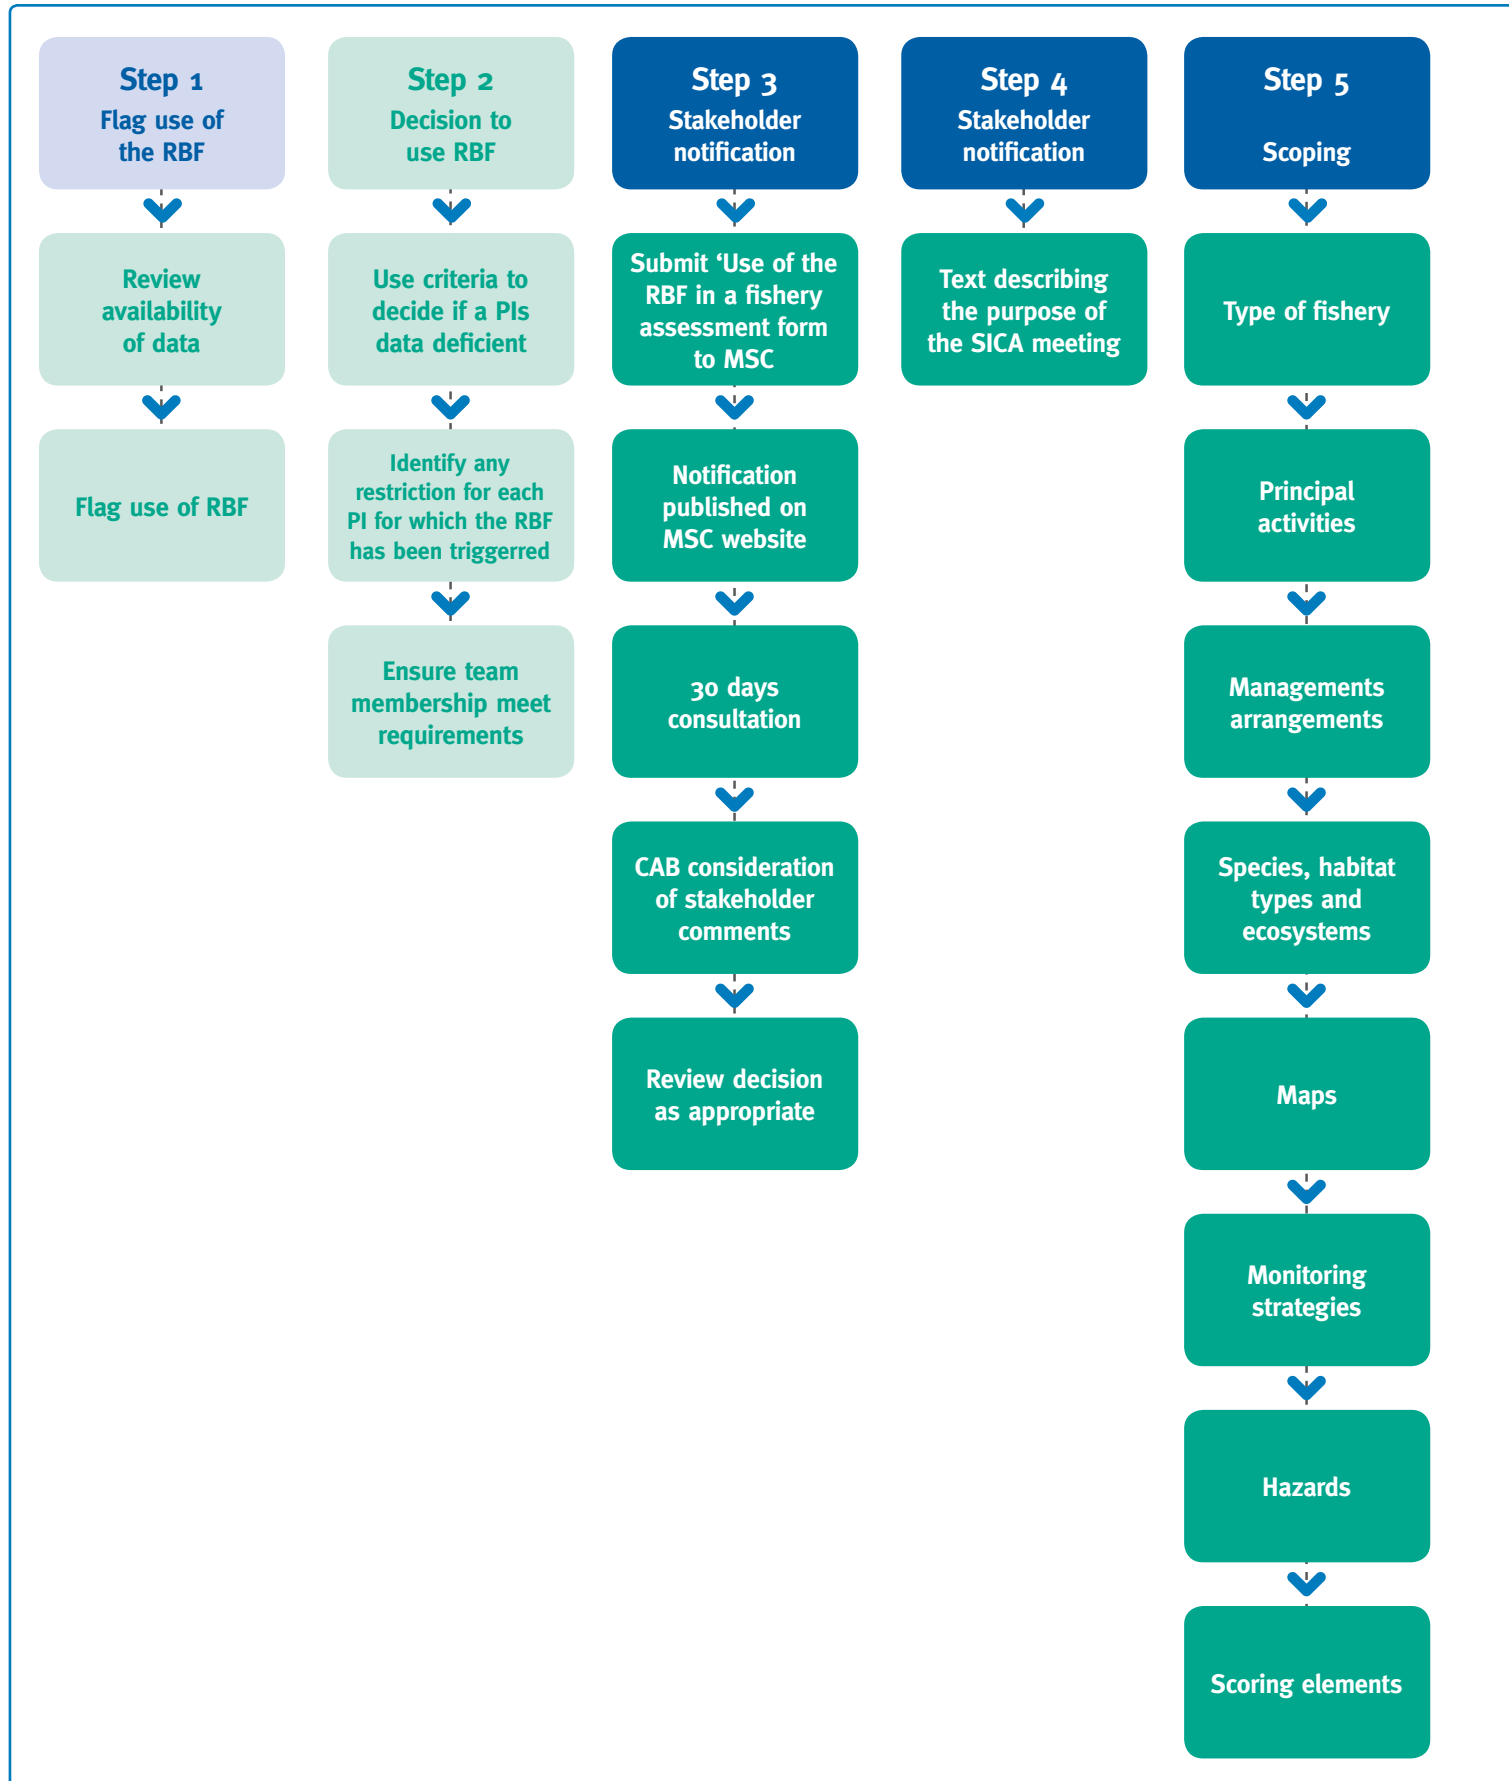 Step 1
Flag use of
the RBF
Review
availability
of data
Flag use of RBF
Step 2
Decision to
use RBF
Use criteria to
decide if a PIs
data deficient
Identify any
restriction for each
PI for which the RBF
has been triggerred
Ensure team
membership meet
requirements
Step 3
Stakeholder
notification
Submit ‘Use of the
RBF in a fishery
assessment form
to MSC
Notification
published on
MSC website
30 days
consultation
CAB consideration
of stakeholder
comments
Review decision
as appropriate
Step 4
Stakeholder
notification
Text describing
the purpose of
the SICA meeting
Step 5
Scoping
Type of fishery
Principal
activities
Managements
arrangements
Species, habitat
types and
ecosystems
Maps
Monitoring
strategies
Hazards
Scoring elements